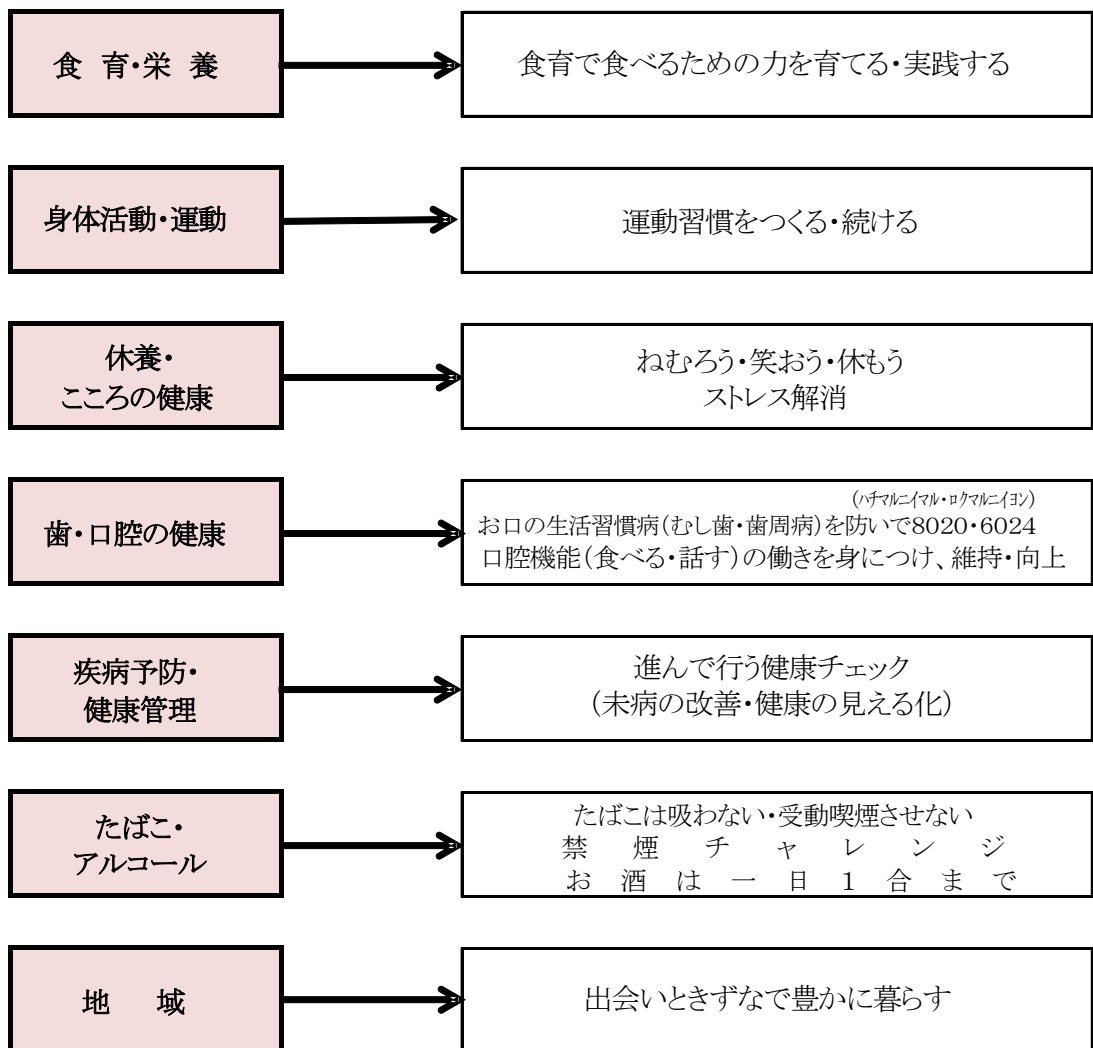 食 育・栄 養
食育で食べるための力を育てる・実践する
身体活動・運動
運動習慣をつくる・続ける
休養・
こころの健康
ねむろう・笑おう・休もう
ストレス解消
歯・口腔の健康
(ハチマルニイマル・ロクマルニイヨン)
お口の生活習慣病(むし歯・歯周病)を防いで8020・6024
口腔機能(食べる・話す)の働きを身につけ、維持・向上
疾病予防・
健康管理
進んで行う健康チェック
(未病の改善・健康の見える化)
たばこ・
アルコール
たばこは吸わない・受動喫煙させない
禁 煙 チ ャ レ ン ジ
お 酒 は 一 日 1 合 ま で
地 域
出会いときずなで豊かに暮らす